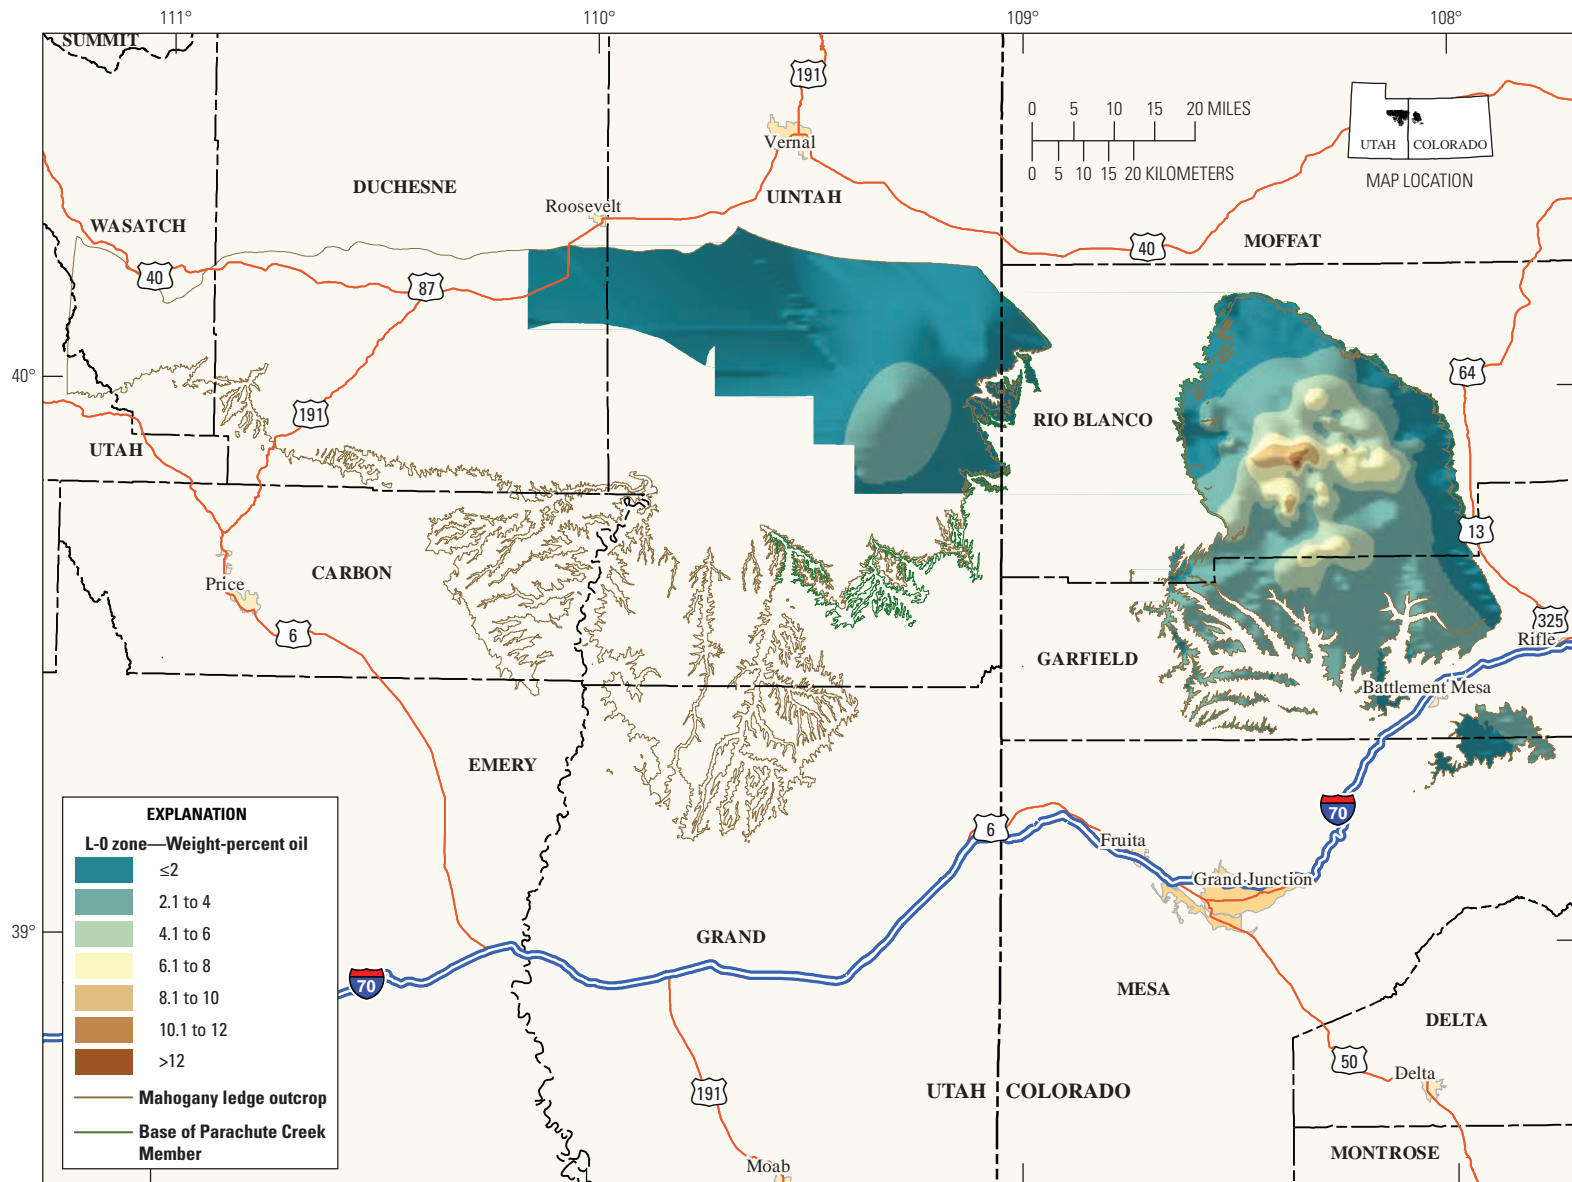 111°
110°
109°
108°
SUMMIT
191
0 5 10 15 20 MILES
0 5 10 15 20 KILOMETERS
UTAH
COLORADO
MAP LOCATION
Vernal
DUCHESNE
UINTAH
Roosevelt
WASATCH
40
87
40
MOFFAT
40°
64
191
RIO BLANCO
UTAH
13
CARBON
Price
6
325
Rifle
GARFIELD
Battlement Mesa
EMERY
70
6
Fruita
Grand Junction
EXPLANATION
L-0 zone—Weight-percent oil
≤2
2.1 to 4
4.1 to 6
6.1 to 8
8.1 to 10
10.1 to 12
>12
Mahogany ledge outcrop
Base of Parachute Creek
Member
39°
GRAND
70
MESA
DELTA
50
Delta
191
UTAH
COLORADO
MONTROSE
Moab